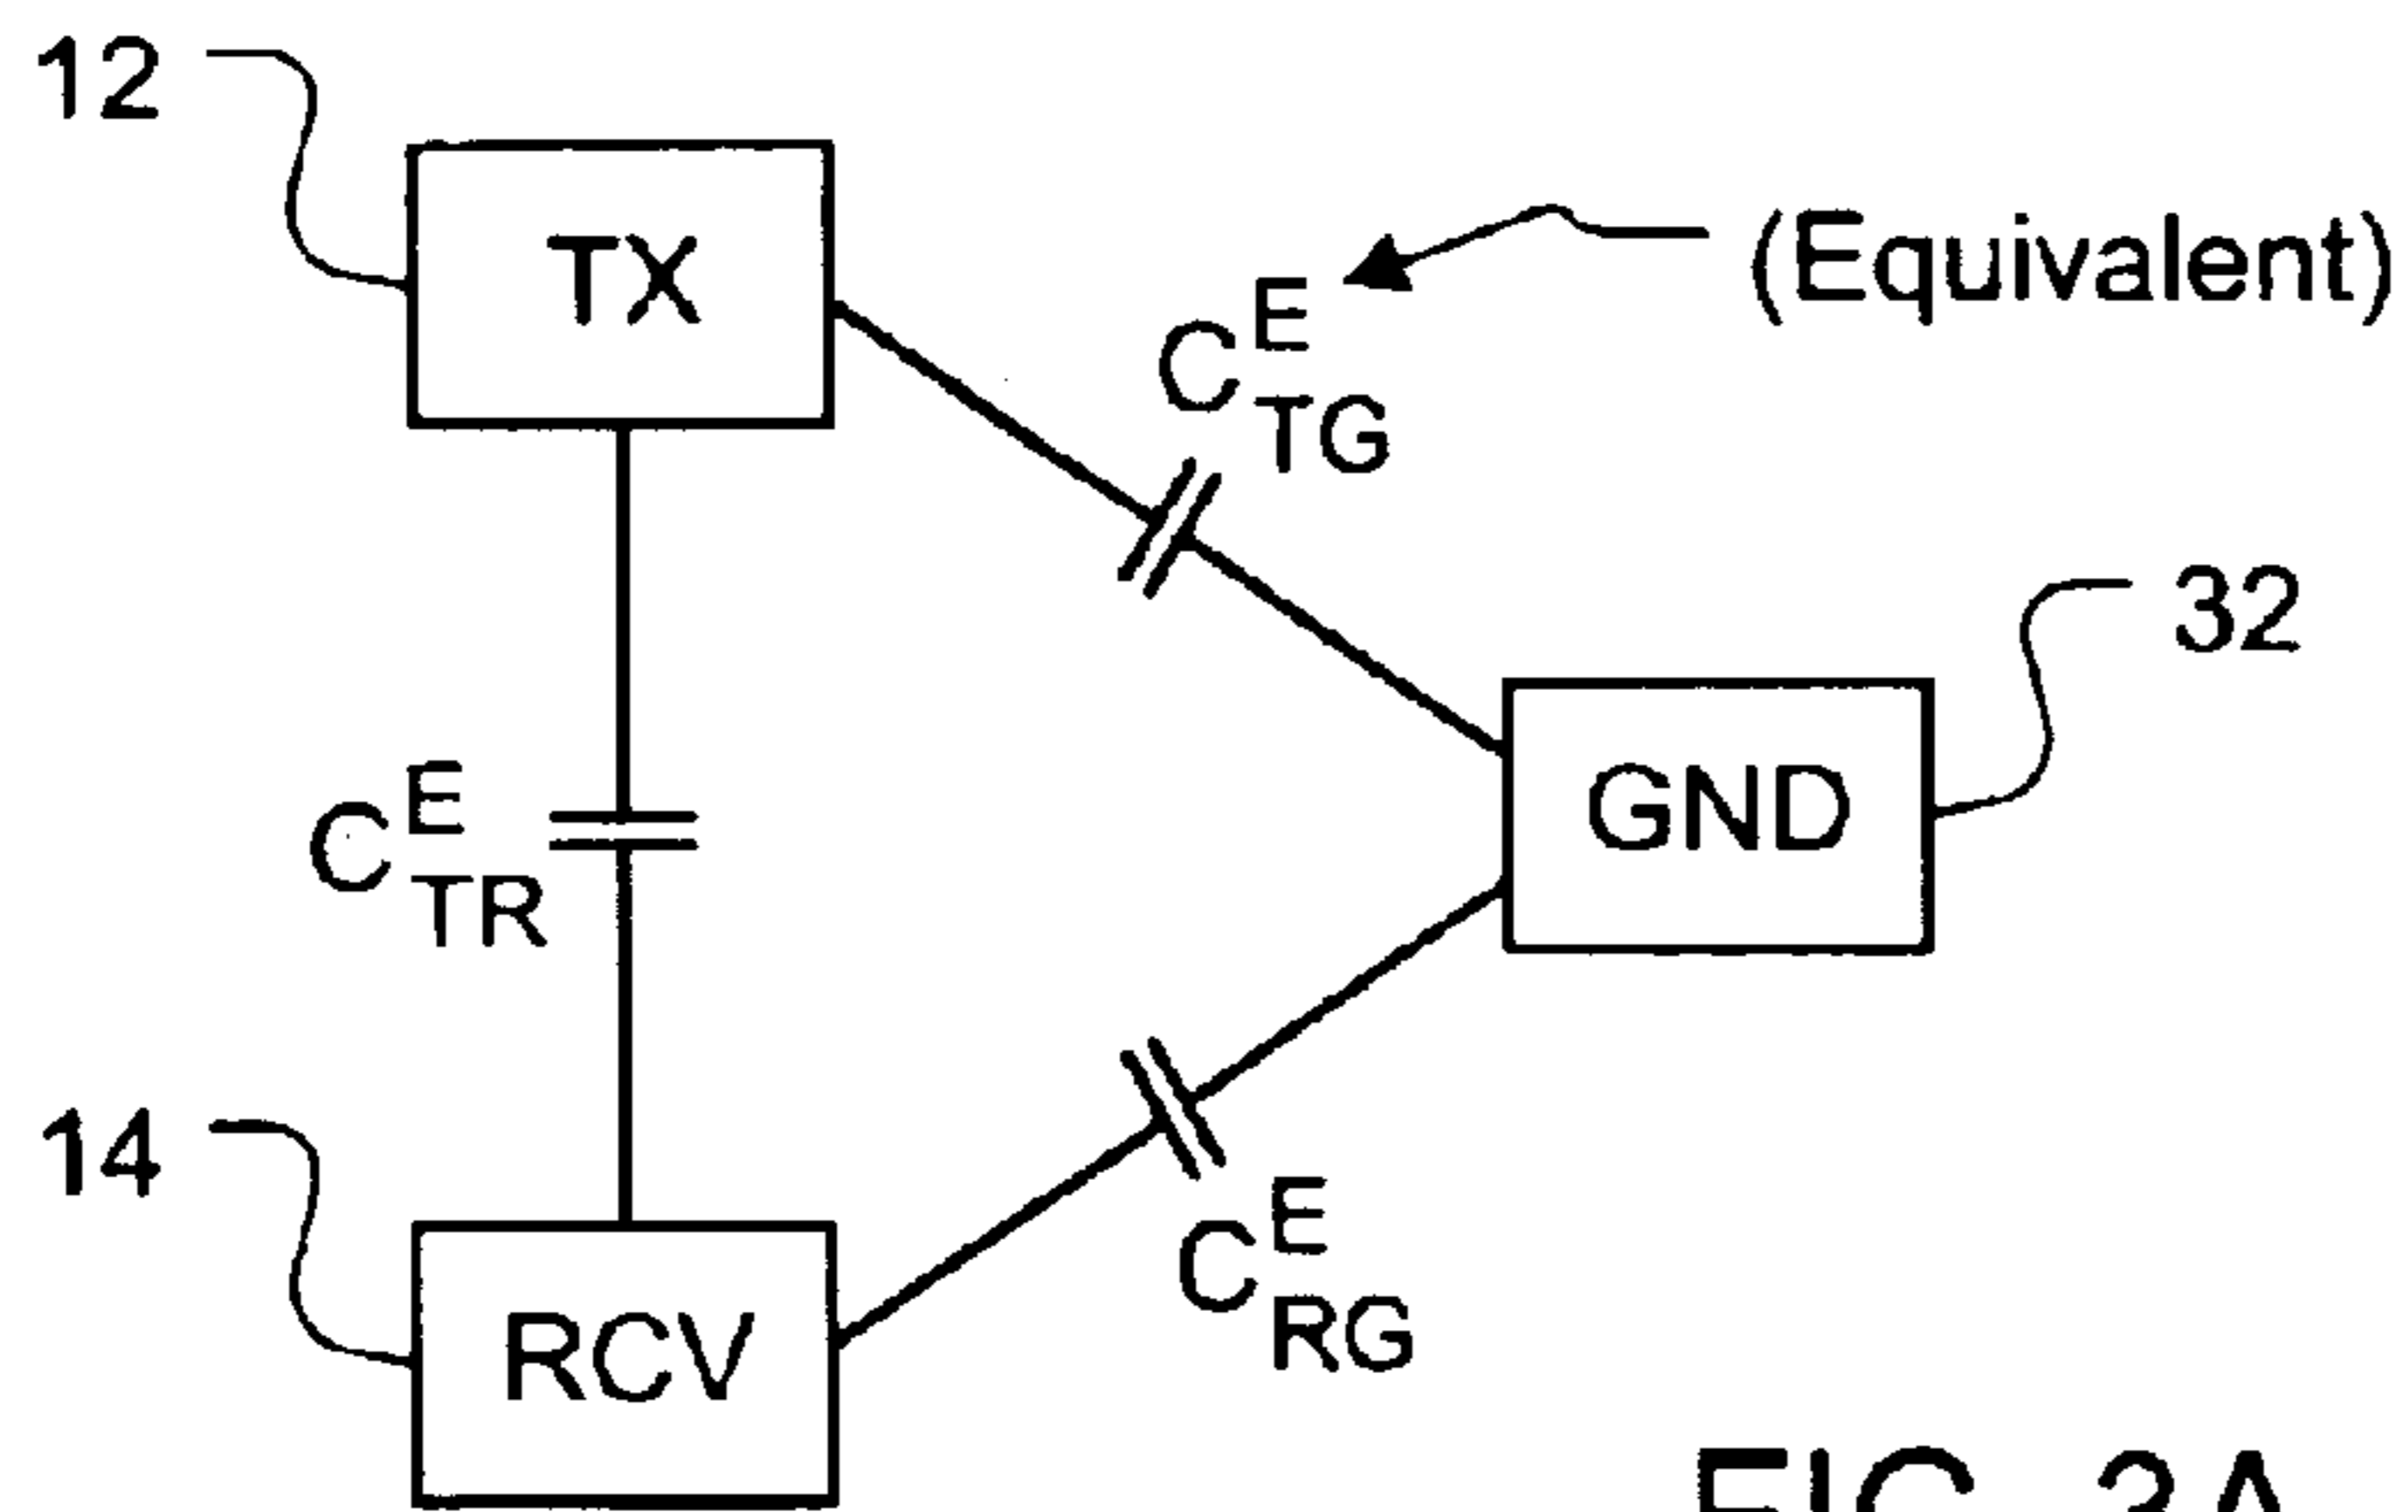 12
TX
(Equivalent)
C^E_TG
32
GND
C^E_TR
14
RCV
C^E_RG